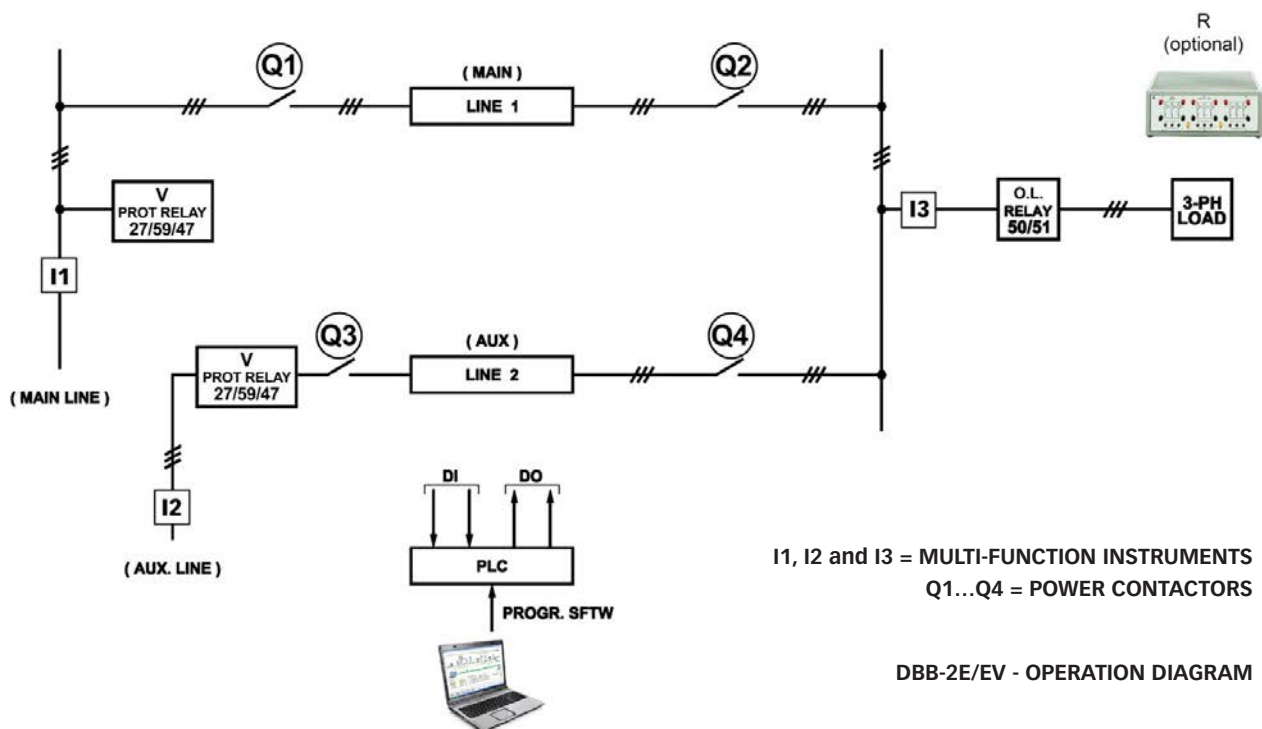 R
(optional)
Q1
( MAIN )
LINE 1
Q2
V
PROT RELAY
27/59/47
I3
O.L.
RELAY
50/51
3-PH
LOAD
I1
Q3
( AUX )
LINE 2
Q4
V
PROT RELAY
27/59/47
( MAIN LINE )
I2
( AUX. LINE )
DI
DO
PLC
PROGR. SFTW
I1, I2 and I3 = MULTI-FUNCTION INSTRUMENTS
Q1...Q4 = POWER CONTACTORS
DBB-2E/EV - OPERATION DIAGRAM